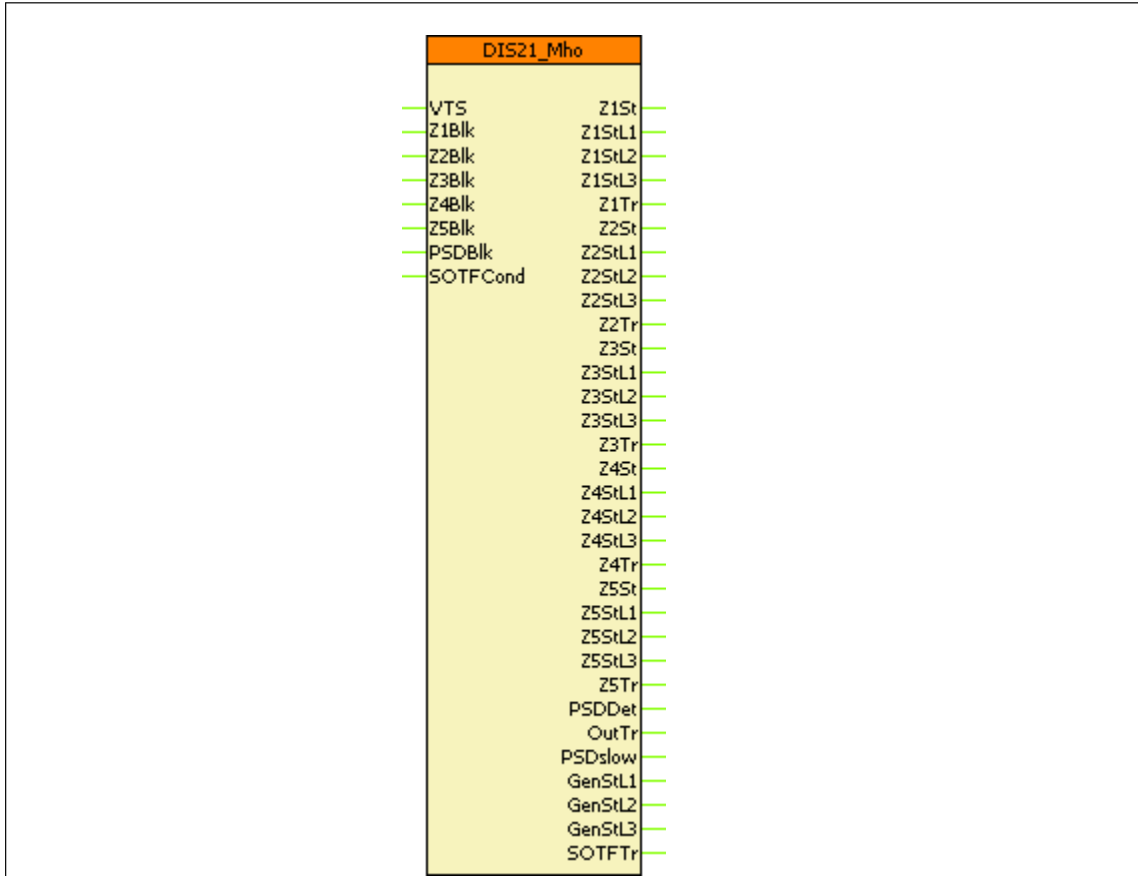 DIS21_Mho
VTS Z1St
Z1Blk Z1StL1
Z2Blk Z1StL2
Z3Blk Z1StL3
Z4Blk Z1Tr
Z5Blk Z2St
PSDBlk Z2StL1
SOTFCond Z2StL2
Z2StL3
Z2Tr
Z3St
Z3StL1
Z3StL2
Z3StL3
Z3Tr
Z4St
Z4StL1
Z4StL2
Z4StL3
Z4Tr
Z5St
Z5StL1
Z5StL2
Z5StL3
Z5Tr
PSDDet
OutTr
PSDslow
GenStL1
GenStL2
GenStL3
SOTFTr